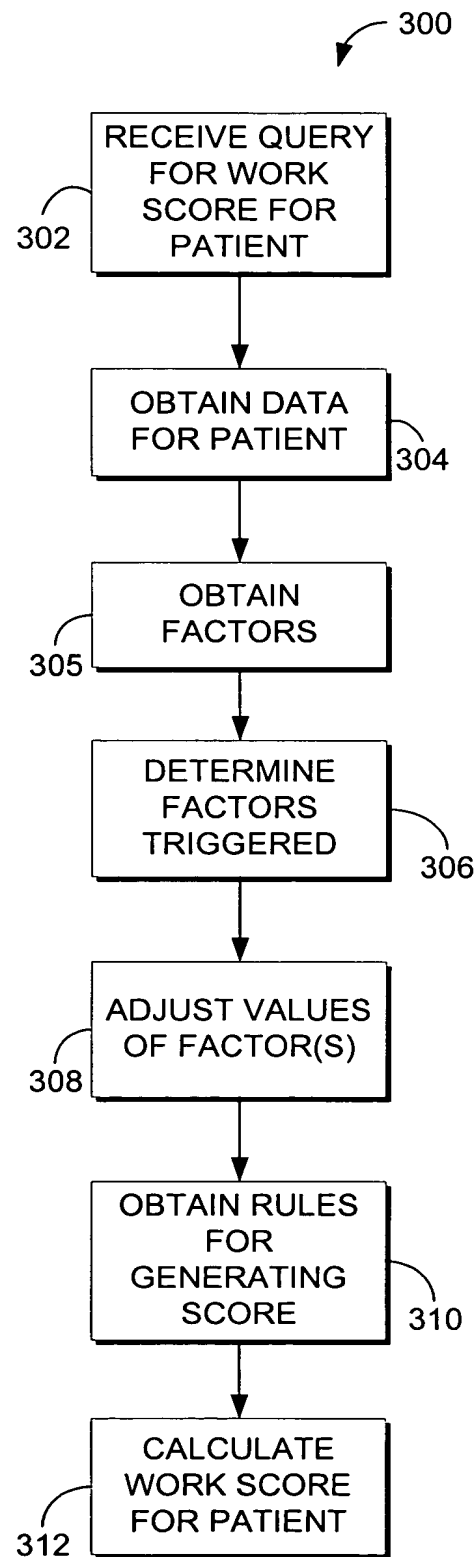 300
RECEIVE QUERY
FOR WORK
SCORE FOR
PATIENT
302
OBTAIN DATA
FOR PATIENT
304
OBTAIN
FACTORS
305
DETERMINE
FACTORS
TRIGGERED
306
ADJUST VALUES
OF FACTOR(S)
308
OBTAIN RULES
FOR
GENERATING
SCORE
310
CALCULATE
WORK SCORE
FOR PATIENT
312